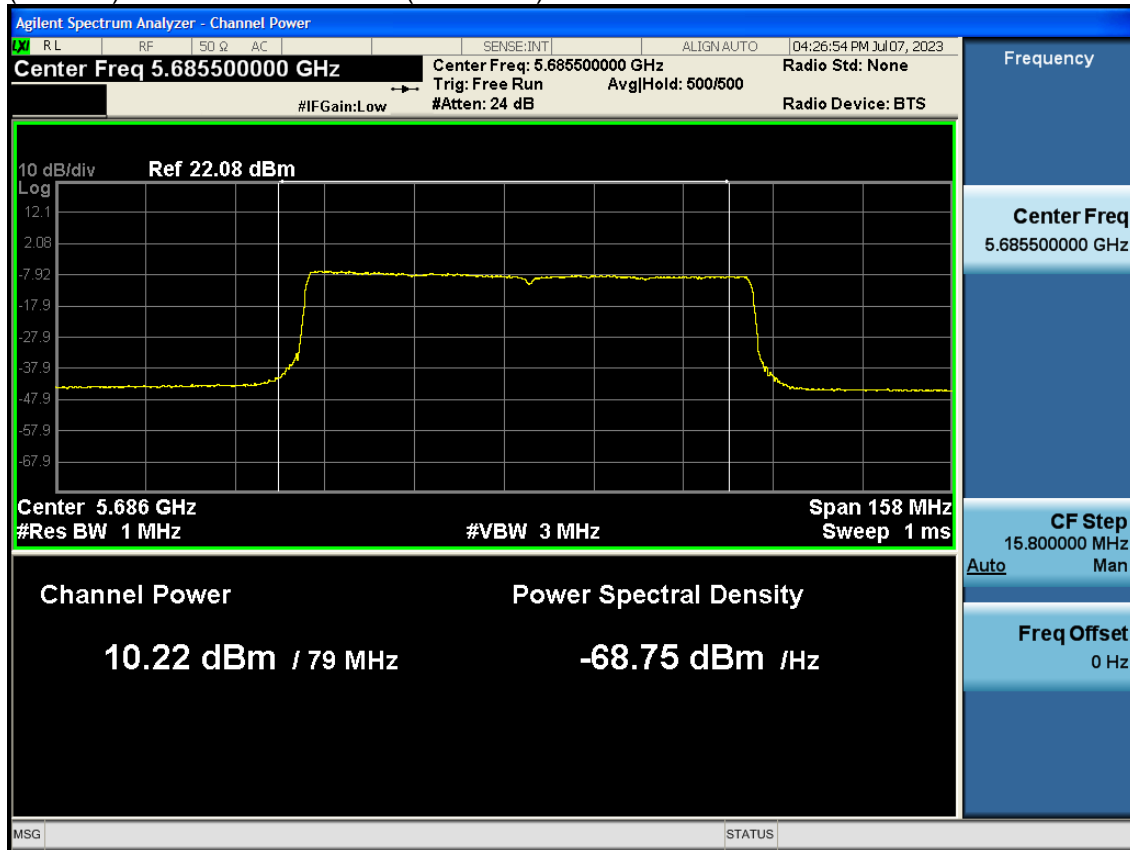 Agilent Spectrum Analyzer - Channel Power
LXI RL RF 50 Ω AC SENSE:INT ALIGN AUTO 04:26:54 PM Jul 07, 2023
Center Freq 5.685500000 GHz
Center Freq: 5.685500000 GHz Radio Std: None
Trig: Free Run Avg|Hold: 500/500
#IFGain:Low #Atten: 24 dB Radio Device: BTS
10 dB/div Ref 22.08 dBm
Log
12.1
2.08
-7.92
-17.9
-27.9
-37.9
-47.9
-57.9
-67.9
Center 5.686 GHz Span 158 MHz
#Res BW 1 MHz #VBW 3 MHz Sweep 1 ms
Channel Power Power Spectral Density
10.22 dBm / 79 MHz -68.75 dBm /Hz
Frequency
Center Freq
5.685500000 GHz
CF Step
15.800000 MHz
Auto Man
Freq Offset
0 Hz
MSG STATUS